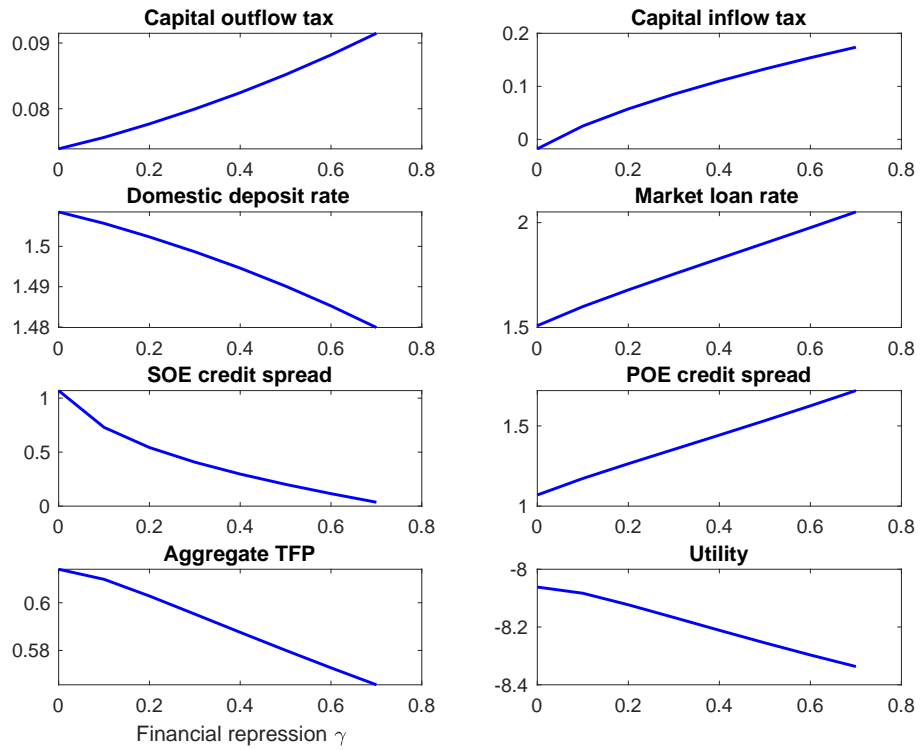 Capital outflow tax
0.09
0.08
0 0.2 0.4 0.6 0.8
Capital inflow tax
0.2
0.1
0
0 0.2 0.4 0.6 0.8
Domestic deposit rate
1.5
1.49
1.48
0 0.2 0.4 0.6 0.8
Market loan rate
2
1.5
0 0.2 0.4 0.6 0.8
SOE credit spread
1
0.5
0
0 0.2 0.4 0.6 0.8
POE credit spread
1.5
1
0 0.2 0.4 0.6 0.8
Aggregate TFP
0.6
0.58
0 0.2 0.4 0.6 0.8
Financial repression γ
Utility
-8
-8.2
-8.4
0 0.2 0.4 0.6 0.8